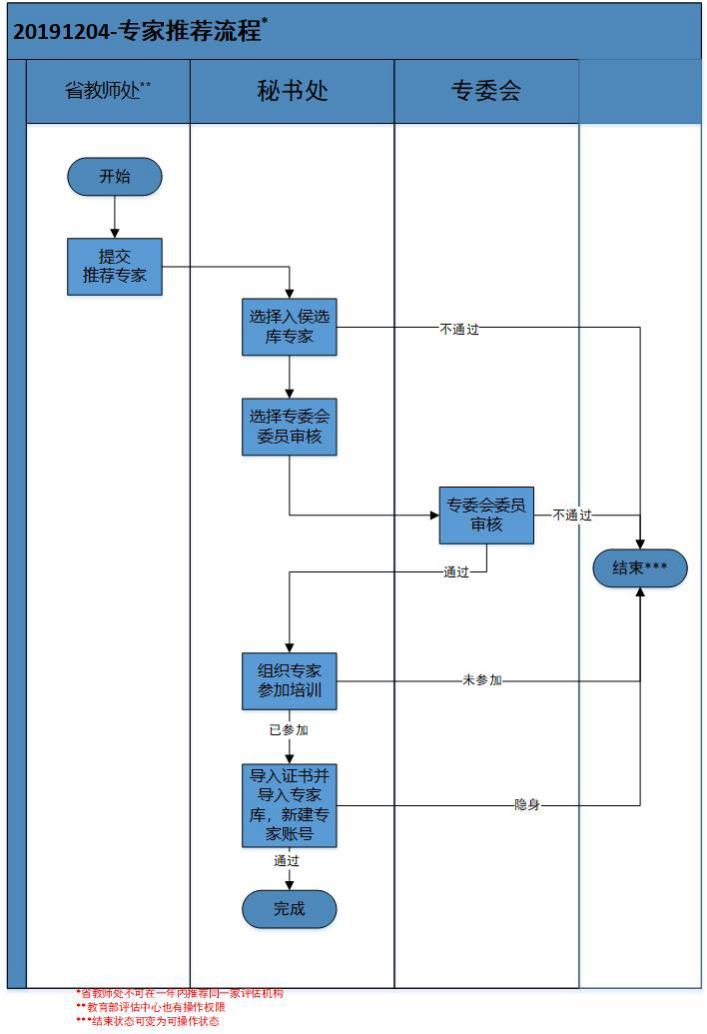 20191204-专家推荐流程*
省教师处**
秘书处
专委会
开始
提交
推荐专家
选择入侯选
库专家
不通过
选择专委会
委员审核
专委会委员
审核
不通过
结束***
通过
组织专家
参加培训
未参加
已参加
导入证书并
导入专家
库，新建专
家账号
隐身
通过
完成
*省教师处不可在一年内推荐同一家评估机构
**教育部评估中心也有操作权限
***结束状态可变为可操作状态